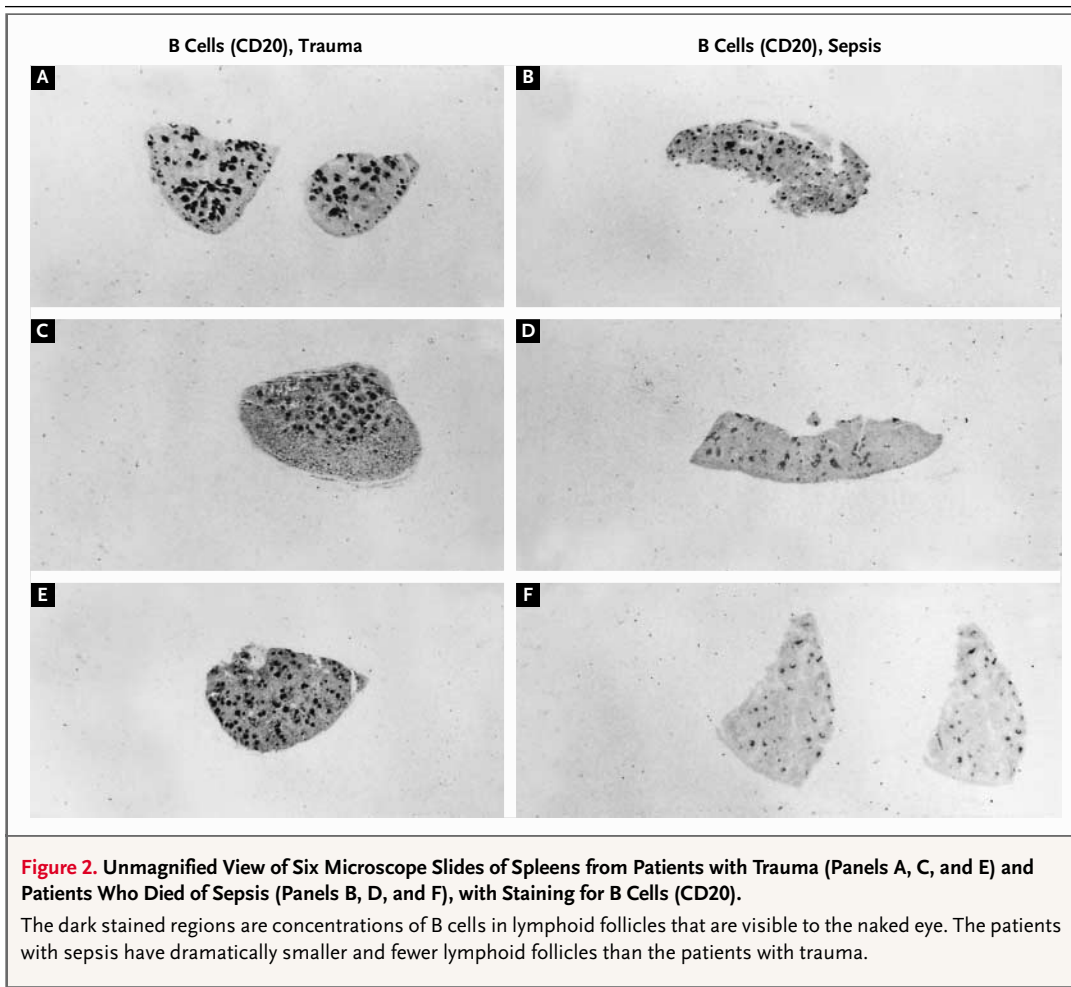 B Cells (CD20), Trauma
B Cells (CD20), Sepsis
A
B
C
D
E
F
Figure 2. Unmagnified View of Six Microscope Slides of Spleens from Patients with Trauma (Panels A, C, and E) and
Patients Who Died of Sepsis (Panels B, D, and F), with Staining for B Cells (CD20).
The dark stained regions are concentrations of B cells in lymphoid follicles that are visible to the naked eye. The patients
with sepsis have dramatically smaller and fewer lymphoid follicles than the patients with trauma.